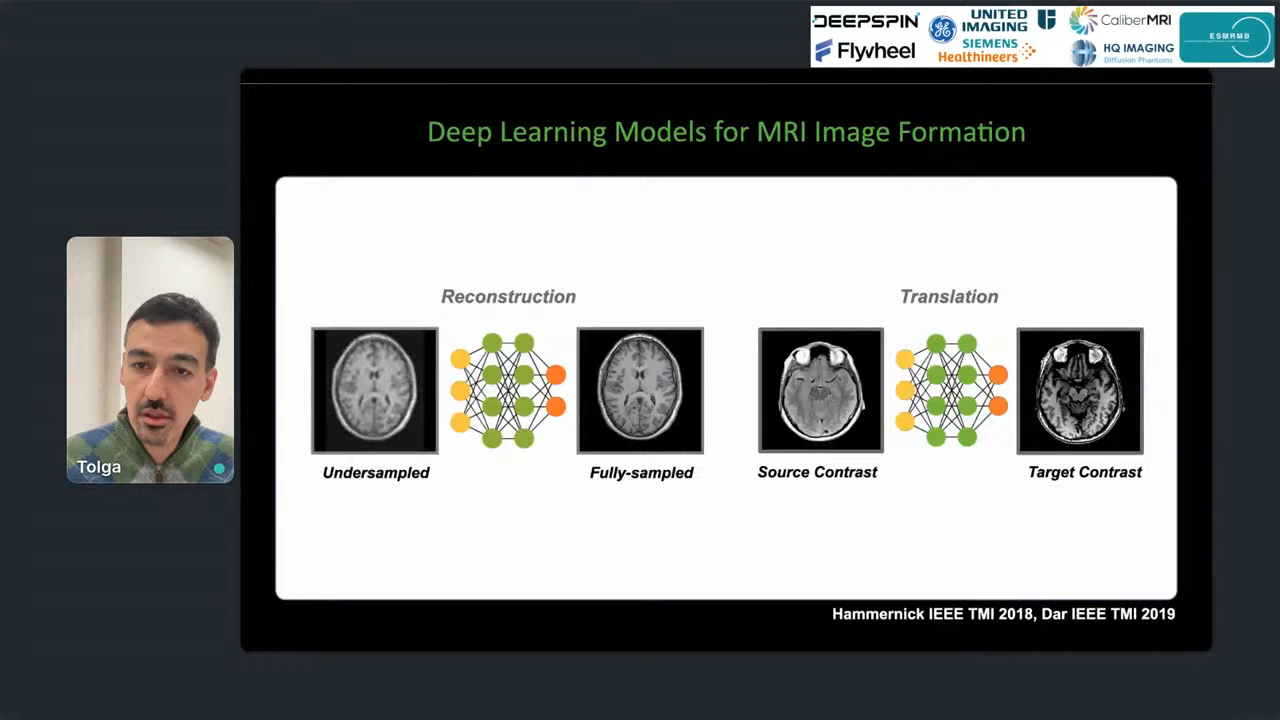 DEEPSPIN
Flywheel
UNITED
IMAGING
SIEMENS
Healthineers
CaliberMRI
HQ IMAGING
Diffusion Phantoms
ESMRMB
Deep Learning Models for MRI Image Formation
Reconstruction
Translation
Undersampled
Fully-sampled
Source Contrast
Target Contrast
Tolga
Hammernick IEEE TMI 2018, Dar IEEE TMI 2019